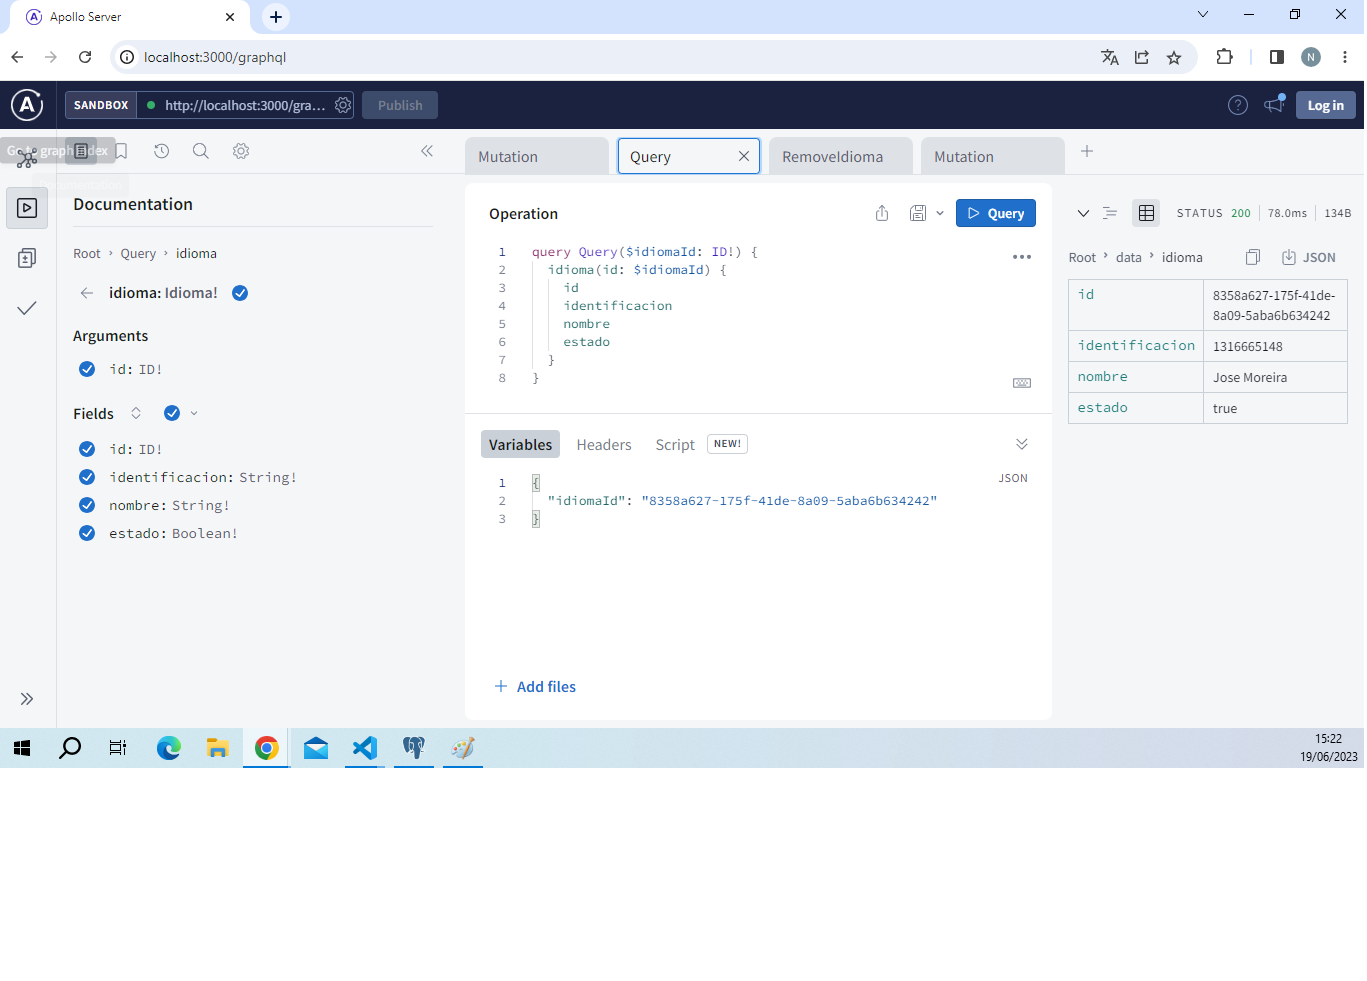 Apollo Server
localhost:3000/graphql
N
A
SANDBOX
http://localhost:3000/gra...
Publish
?
Log in
Go to graph index
Mutation
Query
RemoveIdioma
Mutation
Documentation
Root › Query › idioma
idioma: Idioma!
Arguments
id: ID!
Fields
id: ID!
identificacion: String!
nombre: String!
estado: Boolean!
Operation
Query
1 query Query($idiomaId: ID!) {
2 idioma(id: $idiomaId) {
3 id
4 identificacion
5 nombre
6 estado
7 }
8 }
Variables
Headers
Script
NEW!
JSON
1 {
2 "idiomaId": "8358a627-175f-41de-8a09-5aba6b634242"
3 }
Add files
STATUS 200 78.0ms 134B
Root › data › idioma
JSON
id 8358a627-175f-41de-
8a09-5aba6b634242
identificacion 1316665148
nombre Jose Moreira
estado true
15:22
19/06/2023